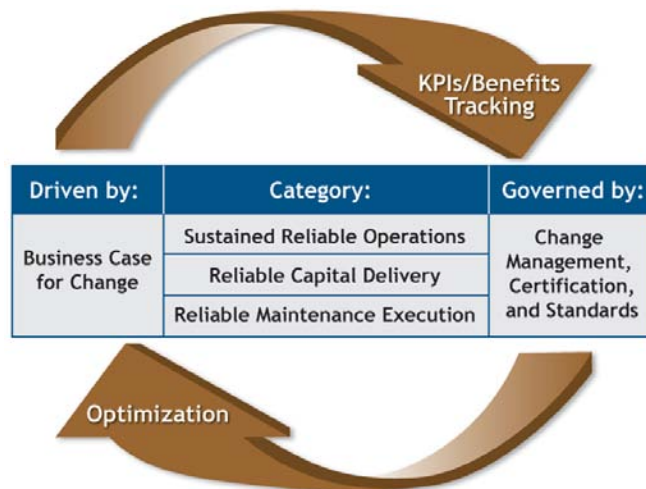 KPIs/Benefits
Tracking
Driven by:
Category:
Governed by:
Business Case
for Change
Sustained Reliable Operations
Reliable Capital Delivery
Reliable Maintenance Execution
Change
Management,
Certification,
and Standards
Optimization